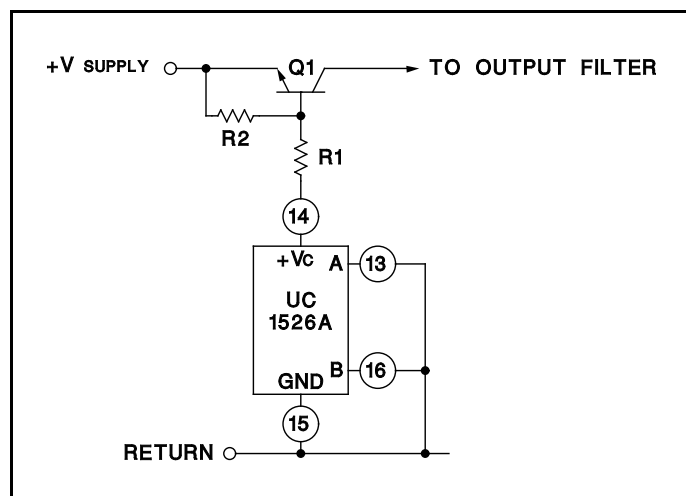 +V SUPPLY
Q1
TO OUTPUT FILTER
R2
R1
14
+VC
A
13
UC
1526A
B
16
GND
15
RETURN